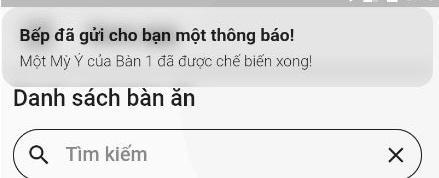 Bếp đã gửi cho bạn một thông báo!
Một Mỳ Ý của Bàn 1 đã được chế biến xong!
Danh sách bàn ăn
Tìm kiếm